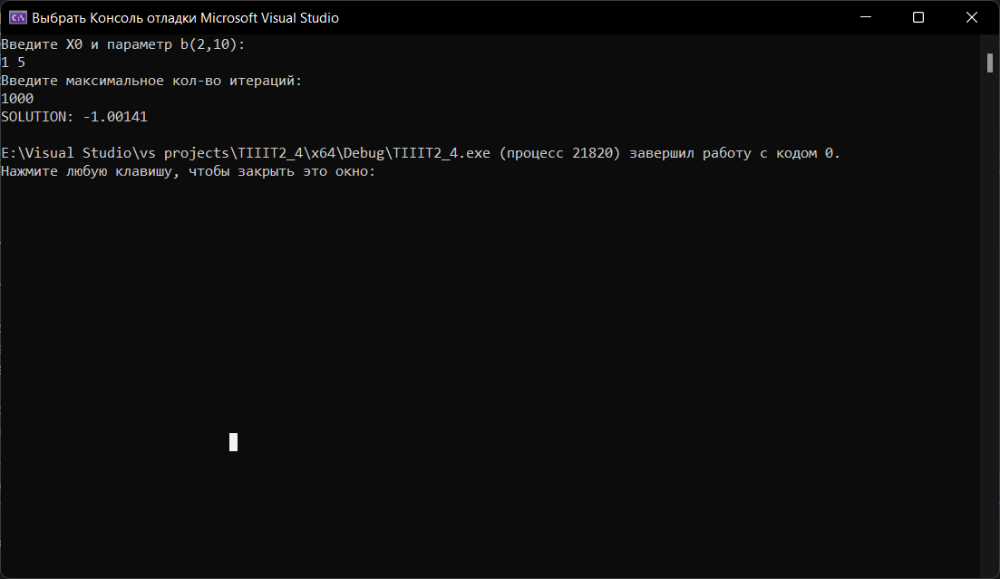 Выбрать Консоль отладки Microsoft Visual Studio
Введите X0 и параметр b(2,10):
1 5
Введите максимальное кол-во итераций:
1000
SOLUTION: -1.00141
E:\Visual Studio\vs projects\TIIIT2_4\x64\Debug\TIIIT2_4.exe (процесс 21820) завершил работу с кодом 0.
Нажмите любую клавишу, чтобы закрыть это окно: